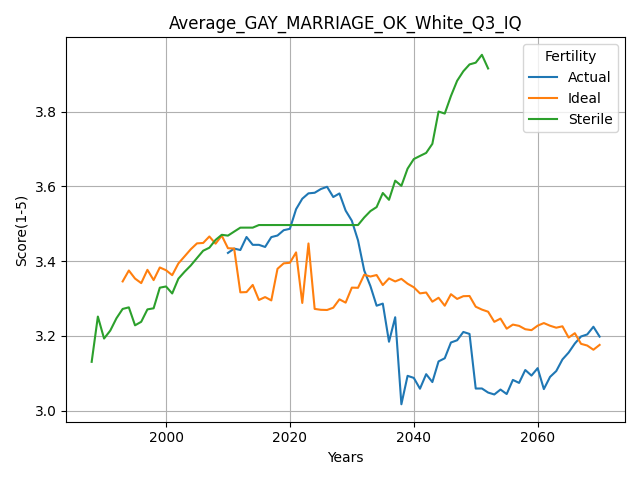 Average_GAY_MARRIAGE_OK_White_Q3_IQ
Fertility
Actual
Ideal
Sterile
Score(1-5)
3.8
3.6
3.4
3.2
3.0
2000
2020
2040
2060
Years